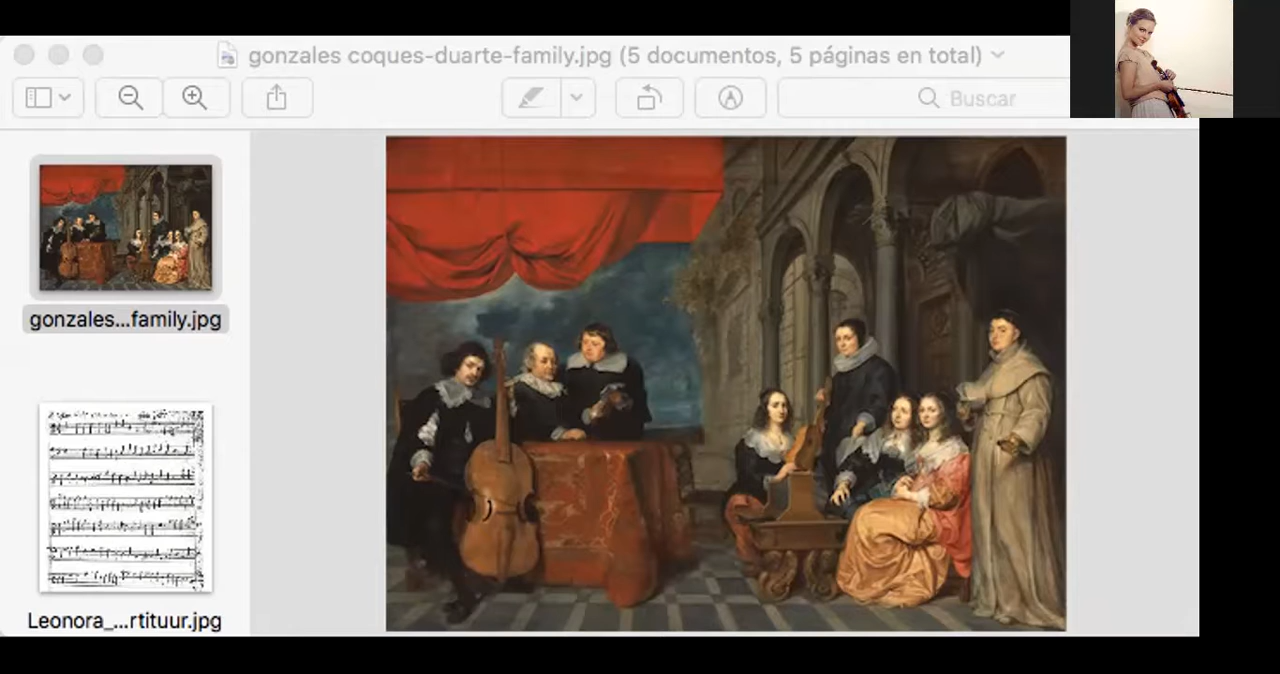 gonzales coques-duarte-family.jpg (5 documentos, 5 páginas en total)
Buscar
gonzales...family.jpg
Leonora_...rtituur.jpg